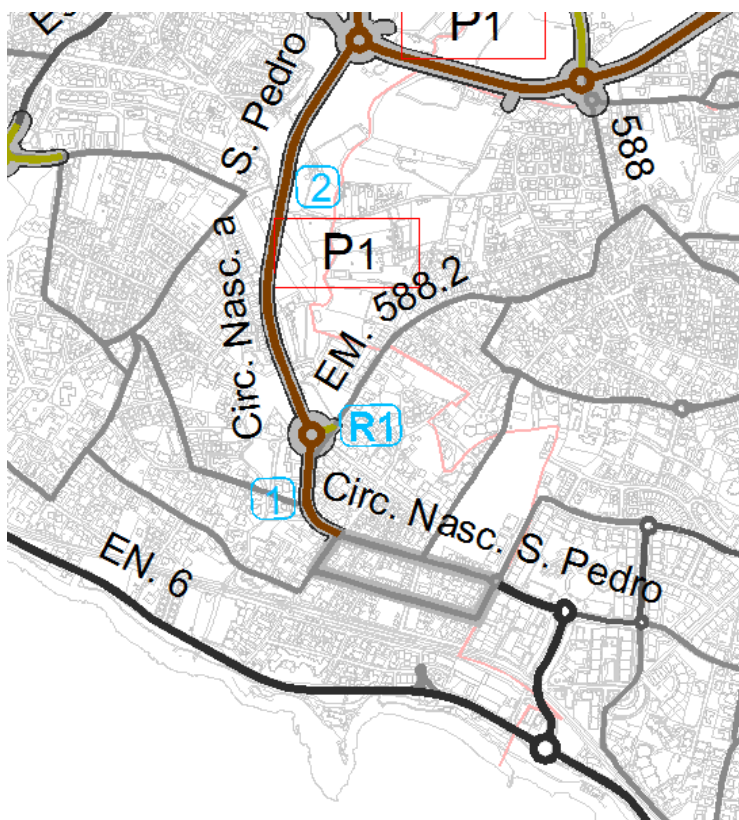 P1
S. Pedro
588
2
Circ. Nasc. a
P1
EM. 588.2
R1
1
Circ. Nasc. S. Pedro
EN. 6